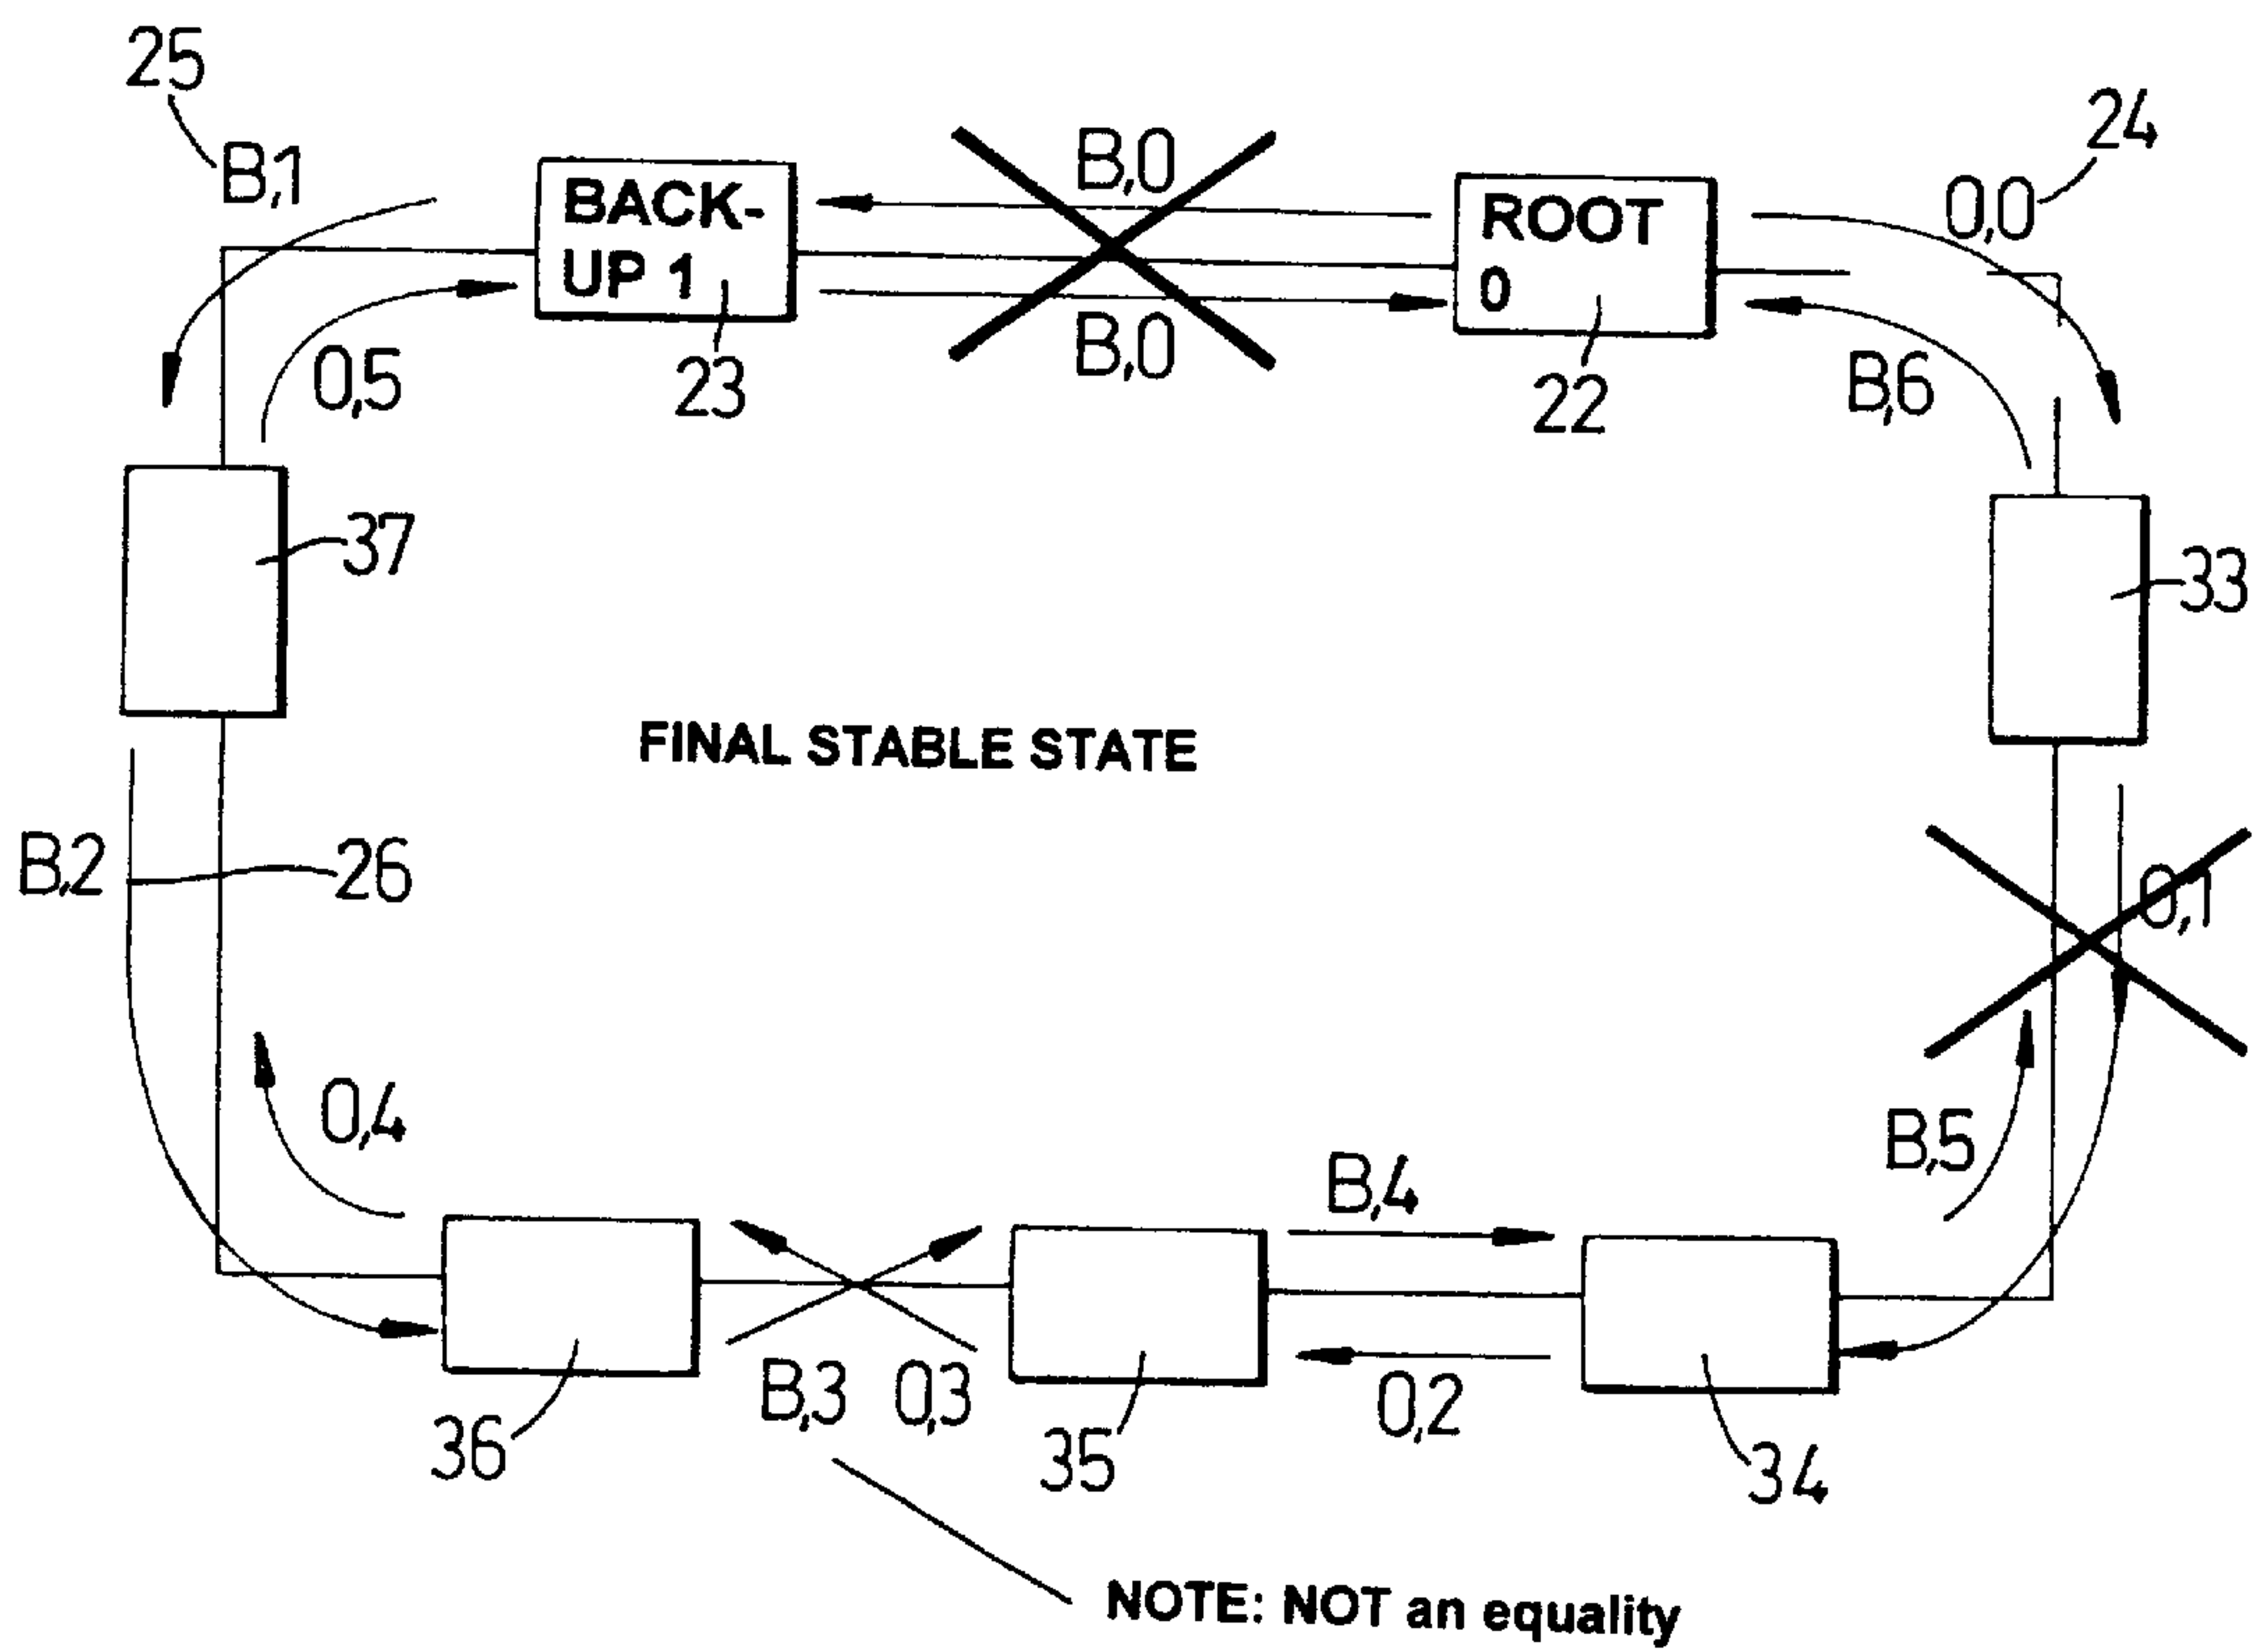 25
B,1
BACK-
UP 1
23
B,0
B,0
ROOT
0
22
0,0
24
0,5
B,6
37
33
FINAL STABLE STATE
B,2
26
0,1
0,4
B,5
B,4
36
B,3
0,3
35
0,2
34
NOTE: NOT an equality